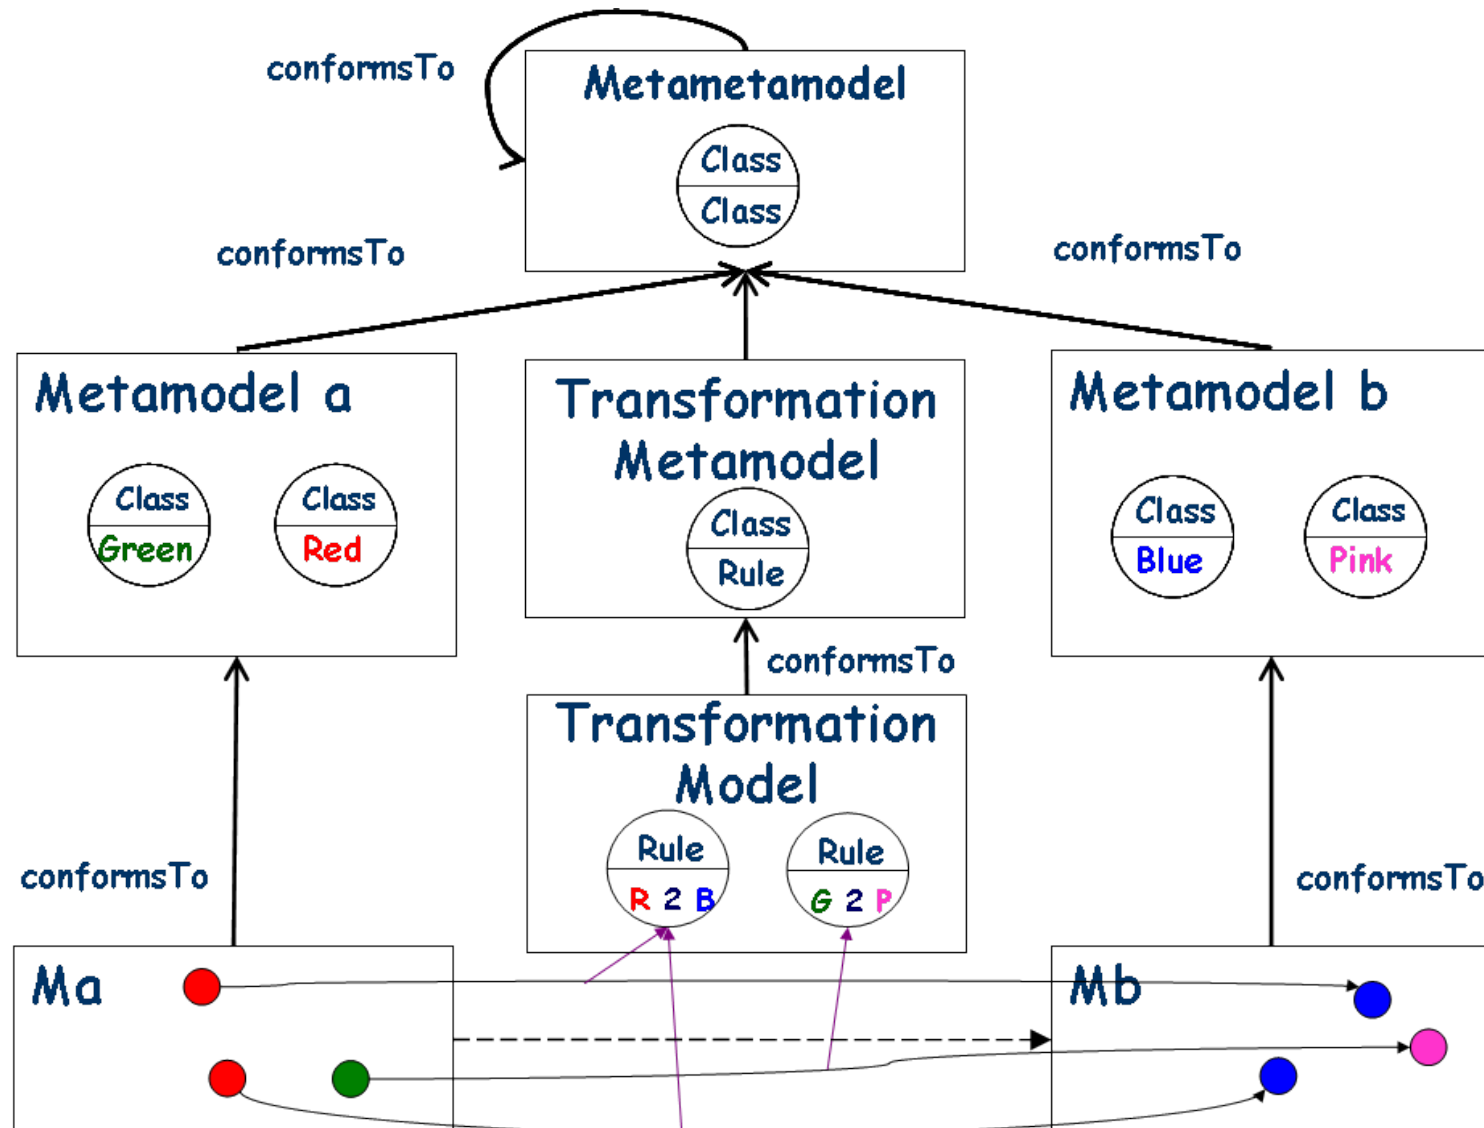 conformsTo
Metametamodel
Class
Class
conformsTo
conformsTo
Metamodel a
Class
Green
Class
Red
Transformation
Metamodel
Class
Rule
Metamodel b
Class
Blue
Class
Pink
conformsTo
Transformation
Model
Rule
R 2 B
Rule
G 2 P
conformsTo
conformsTo
Ma
Mb